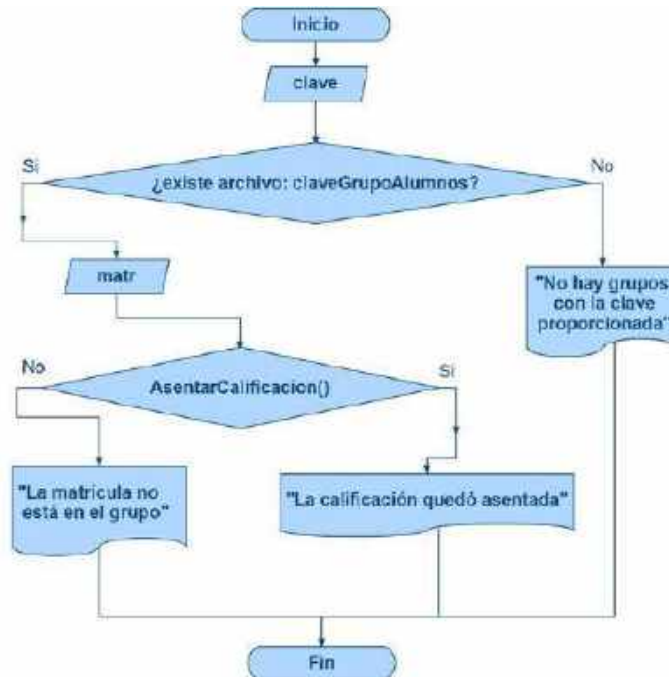 Inicio
clave
Si
No
¿existe archivo: claveGrupoAlumnos?
matr
"No hay grupos
con la clave
proporcionada"
No
Si
AsentarCalificacion()
"La matricula no
está en el grupo"
"La calificación quedó asentada"
Fin